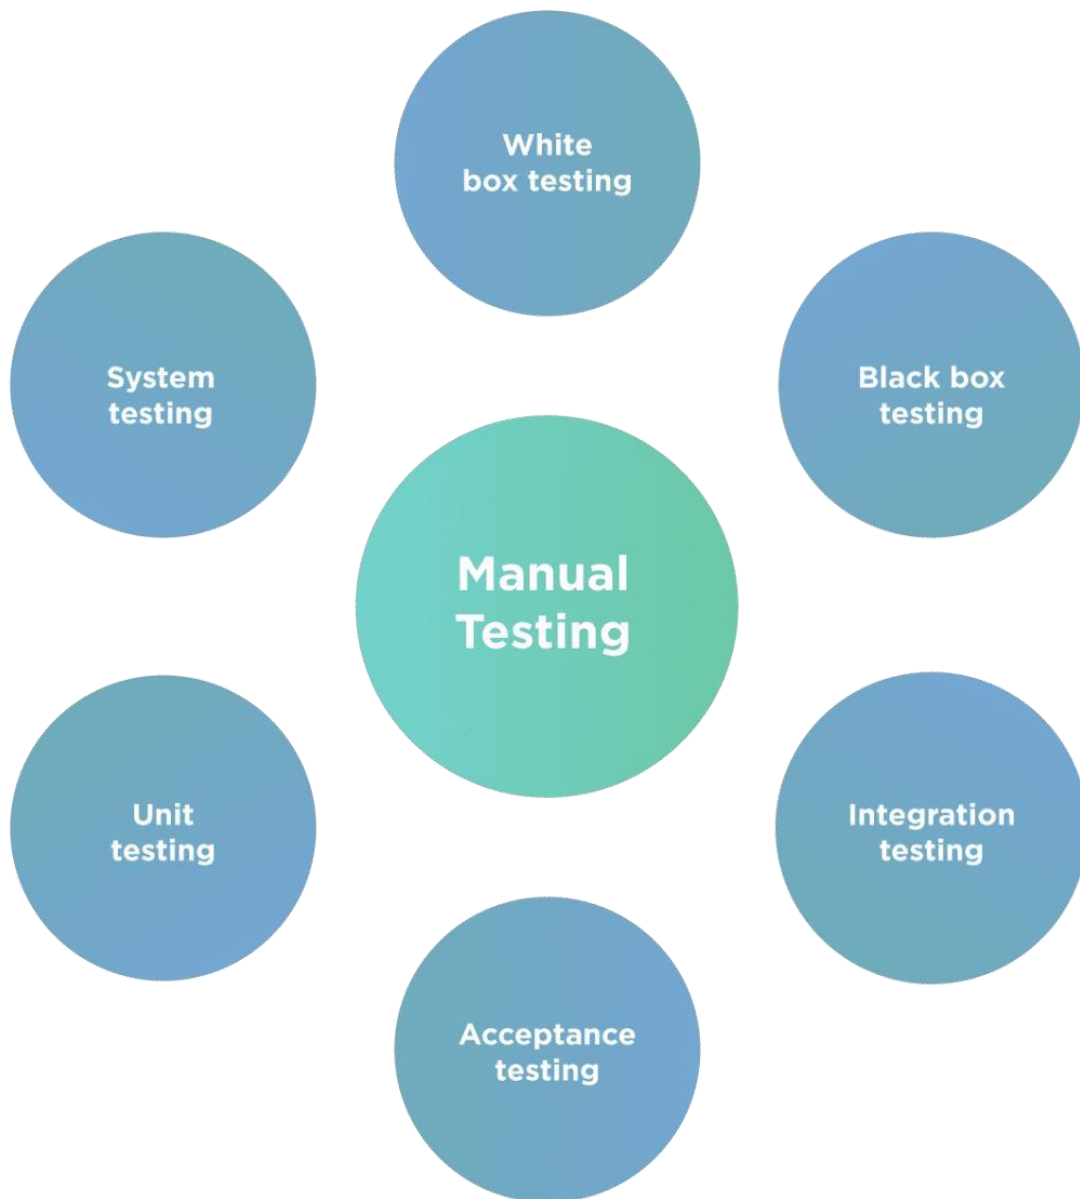 White
box testing
System
testing
Black box
testing
Manual
Testing
Unit
testing
Integration
testing
Acceptance
testing